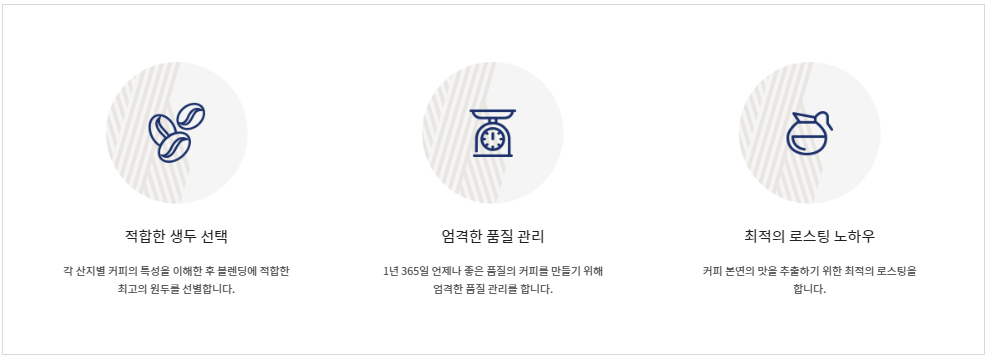 적합한 생두 선택
각 산지별 커피의 특성을 이해한 후 블렌딩에 적합한
최고의 원두를 선별합니다.
엄격한 품질 관리
1년 365일 언제나 좋은 품질의 커피를 만들기 위해
엄격한 품질 관리를 합니다.
최적의 로스팅 노하우
커피 본연의 맛을 추출하기 위한 최적의 로스팅을
합니다.